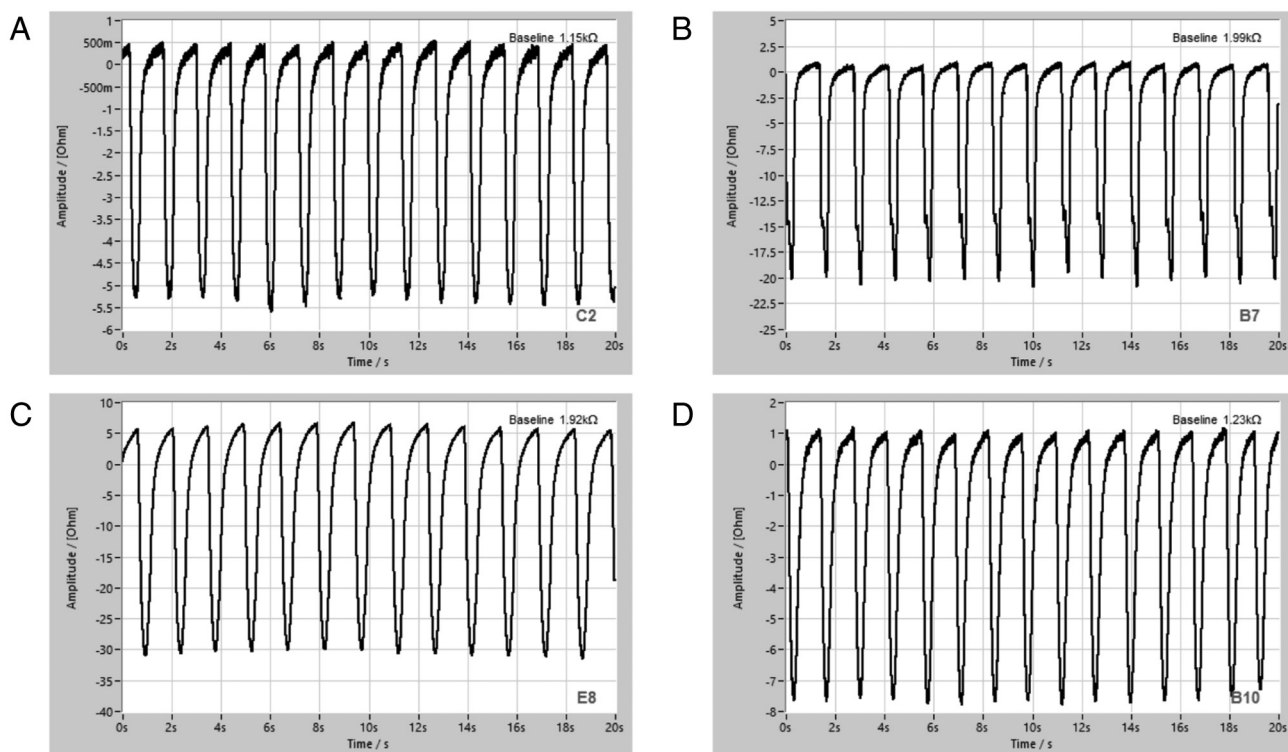 A
Amplitude / [Ohm]
1
500m
0
-500m
-1
-1.5
-2
-2.5
-3
-3.5
-4
-4.5
-5
-5.5
-6
Baseline 1.15kΩ
C2
0s 2s 4s 6s 8s 10s 12s 14s 16s 18s 20s
Time / s
B
Amplitude / [Ohm]
5
2.5
0
-2.5
-5
-7.5
-10
-12.5
-15
-17.5
-20
-22.5
-25
Baseline 1.99kΩ
B7
0s 2s 4s 6s 8s 10s 12s 14s 16s 18s 20s
Time / s
C
Amplitude / [Ohm]
10
5
0
-5
-10
-15
-20
-25
-30
-35
-40
Baseline 1.92kΩ
E8
0s 2s 4s 6s 8s 10s 12s 14s 16s 18s 20s
Time / s
D
Amplitude / [Ohm]
2
1
0
-1
-2
-3
-4
-5
-6
-7
-8
Baseline 1.23kΩ
B10
0s 2s 4s 6s 8s 10s 12s 14s 16s 18s 20s
Time / s